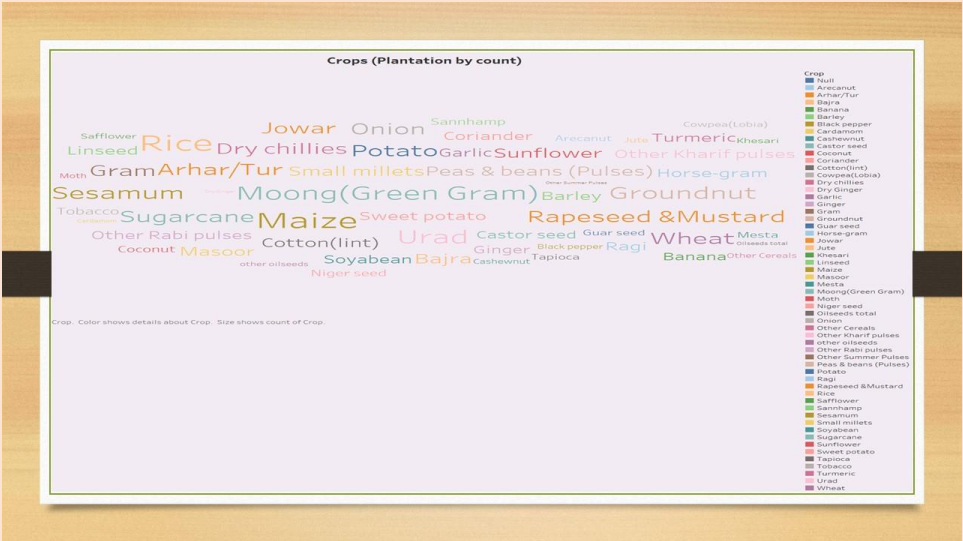 Crops (Plantation by count)
Sannhamp
Cowpea(Lobia)
Jowar Onion
Safflower Rice Coriander Arecanut Jute Turmeric Khesari
Linseed Dry chillies Potato Garlic Sunflower Other Kharif pulses
Moth Gram Arhar/Tur Small millets Peas & beans (Pulses) Horse-gram
Other Summer Pulses
Sesamum Moong(Green Gram) Barley Groundnut
Tobacco Sugarcane Maize Sweet potato Rapeseed &Mustard
Other Rabi pulses Cotton(lint) Urad Castor seed Guar seed Wheat Mesta
Oilseeds total
Coconut Masoor Ginger Black pepper Ragi
other oilseeds Soyabean Bajra Cashewnut Tapioca Banana Other Cereals
Niger seed
Crop. Color shows details about Crop. Size shows count of Crop.
Crop
Null
Arecanut
Arhar/Tur
Bajra
Banana
Barley
Black pepper
Cardamom
Cashewnut
Castor seed
Coconut
Coriander
Cotton(lint)
Cowpea(Lobia)
Dry chillies
Dry Ginger
Garlic
Ginger
Gram
Groundnut
Guar seed
Horse-gram
Jowar
Jute
Khesari
Linseed
Maize
Masoor
Mesta
Moong(Green Gram)
Moth
Niger seed
Oilseeds total
Onion
Other Cereals
Other Kharif pulses
other oilseeds
Other Rabi pulses
Other Summer Pulses
Peas & beans (Pulses)
Potato
Ragi
Rapeseed &Mustard
Rice
Safflower
Sannhamp
Sesamum
Small millets
Soyabean
Sugarcane
Sunflower
Sweet potato
Tapioca
Tobacco
Turmeric
Urad
Wheat